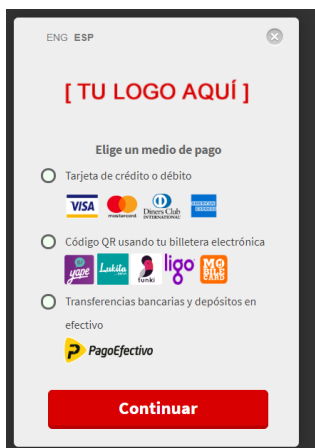 ENG ESP
[ TU LOGO AQUÍ ]
Elige un medio de pago
Tarjeta de crédito o débito
VISA mastercard Diners Club INTERNATIONAL AMERICAN EXPRESS
Código QR usando tu billetera electrónica
yape Lukita tunki ligo MOBILE CARD
Transferencias bancarias y depósitos en
efectivo
PagoEfectivo
Continuar